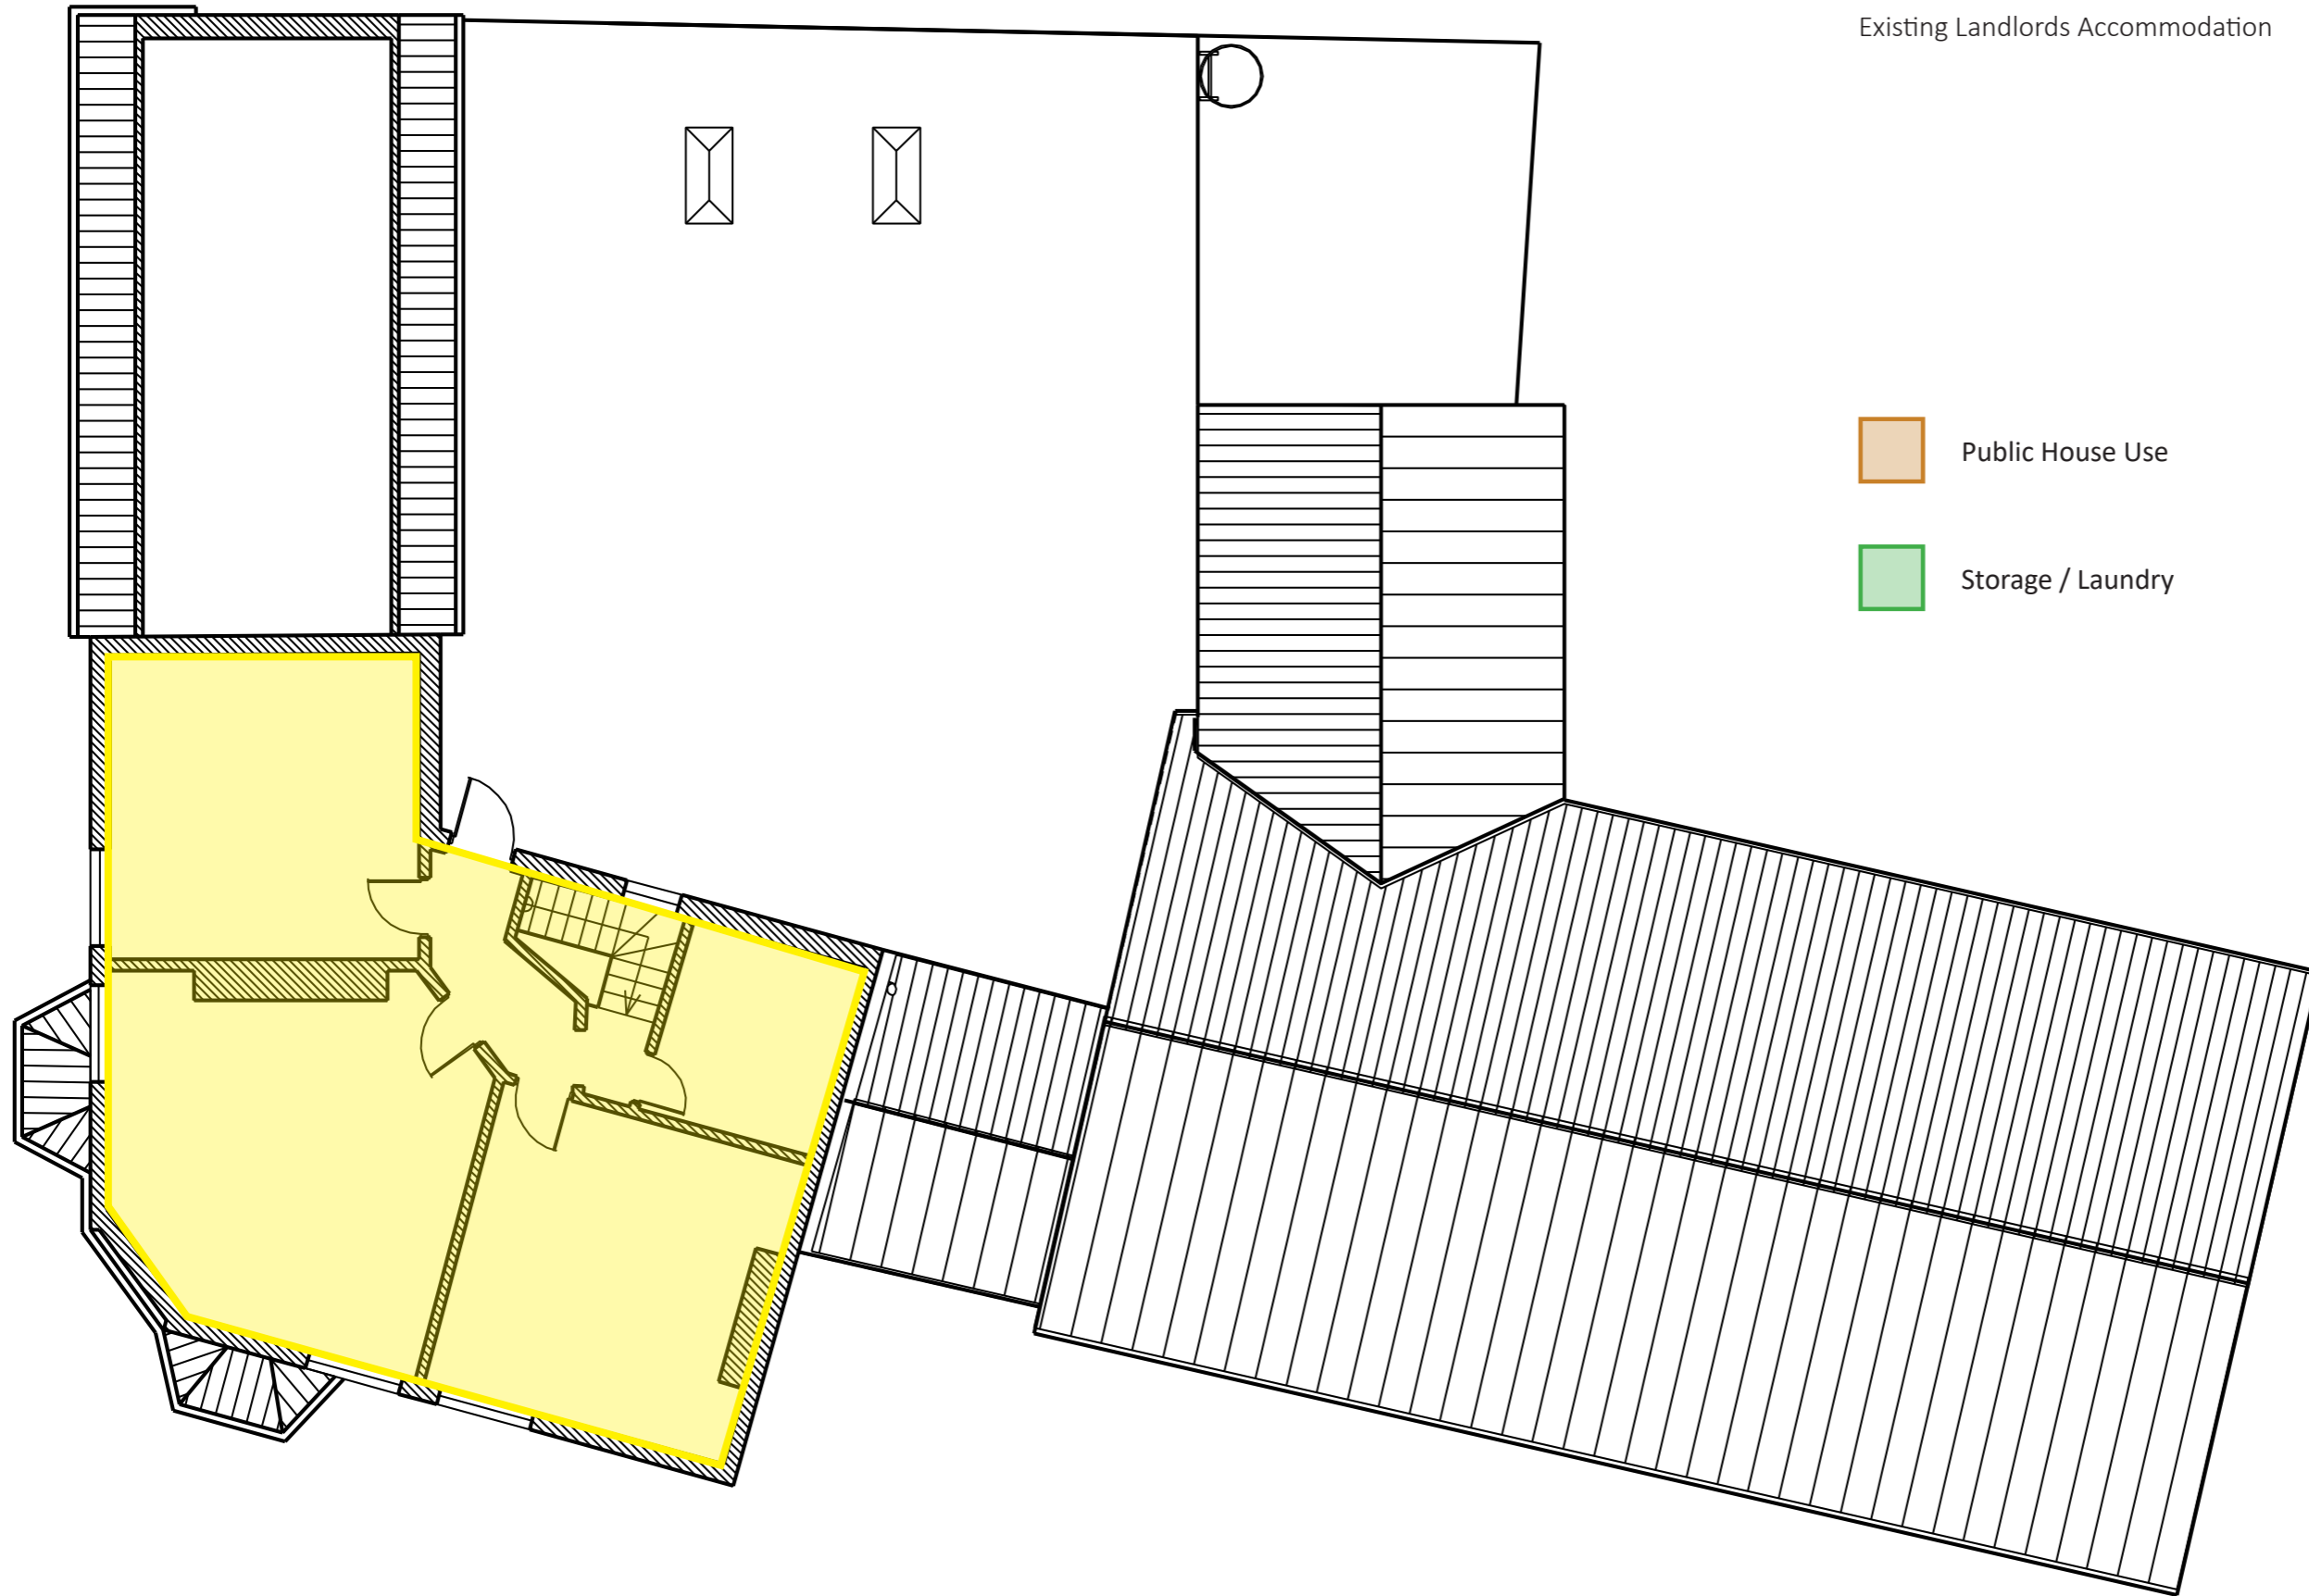 Existing Landlords Accommodation
Public House Use
Storage / Laundry